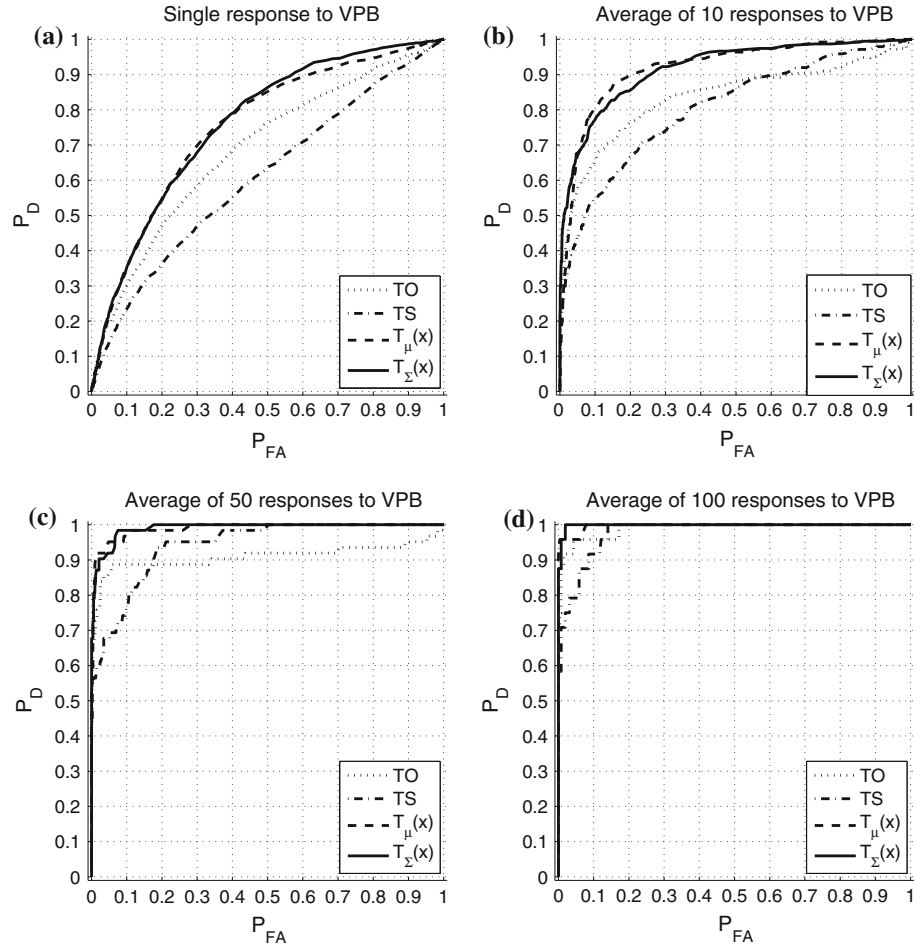 Single response to VPB
(a)
P_D
1
0.9
0.8
0.7
0.6
0.5
0.4
0.3
0.2
0.1
0
0 0.1 0.2 0.3 0.4 0.5 0.6 0.7 0.8 0.9 1
P_FA
TO
TS
T_μ(x)
T_Σ(x)
Average of 10 responses to VPB
(b)
P_D
1
0.9
0.8
0.7
0.6
0.5
0.4
0.3
0.2
0.1
0
0 0.1 0.2 0.3 0.4 0.5 0.6 0.7 0.8 0.9 1
P_FA
TO
TS
T_μ(x)
T_Σ(x)
Average of 50 responses to VPB
(c)
P_D
1
0.9
0.8
0.7
0.6
0.5
0.4
0.3
0.2
0.1
0
0 0.1 0.2 0.3 0.4 0.5 0.6 0.7 0.8 0.9 1
P_FA
TO
TS
T_μ(x)
T_Σ(x)
Average of 100 responses to VPB
(d)
P_D
1
0.9
0.8
0.7
0.6
0.5
0.4
0.3
0.2
0.1
0
0 0.1 0.2 0.3 0.4 0.5 0.6 0.7 0.8 0.9 1
P_FA
TO
TS
T_μ(x)
T_Σ(x)